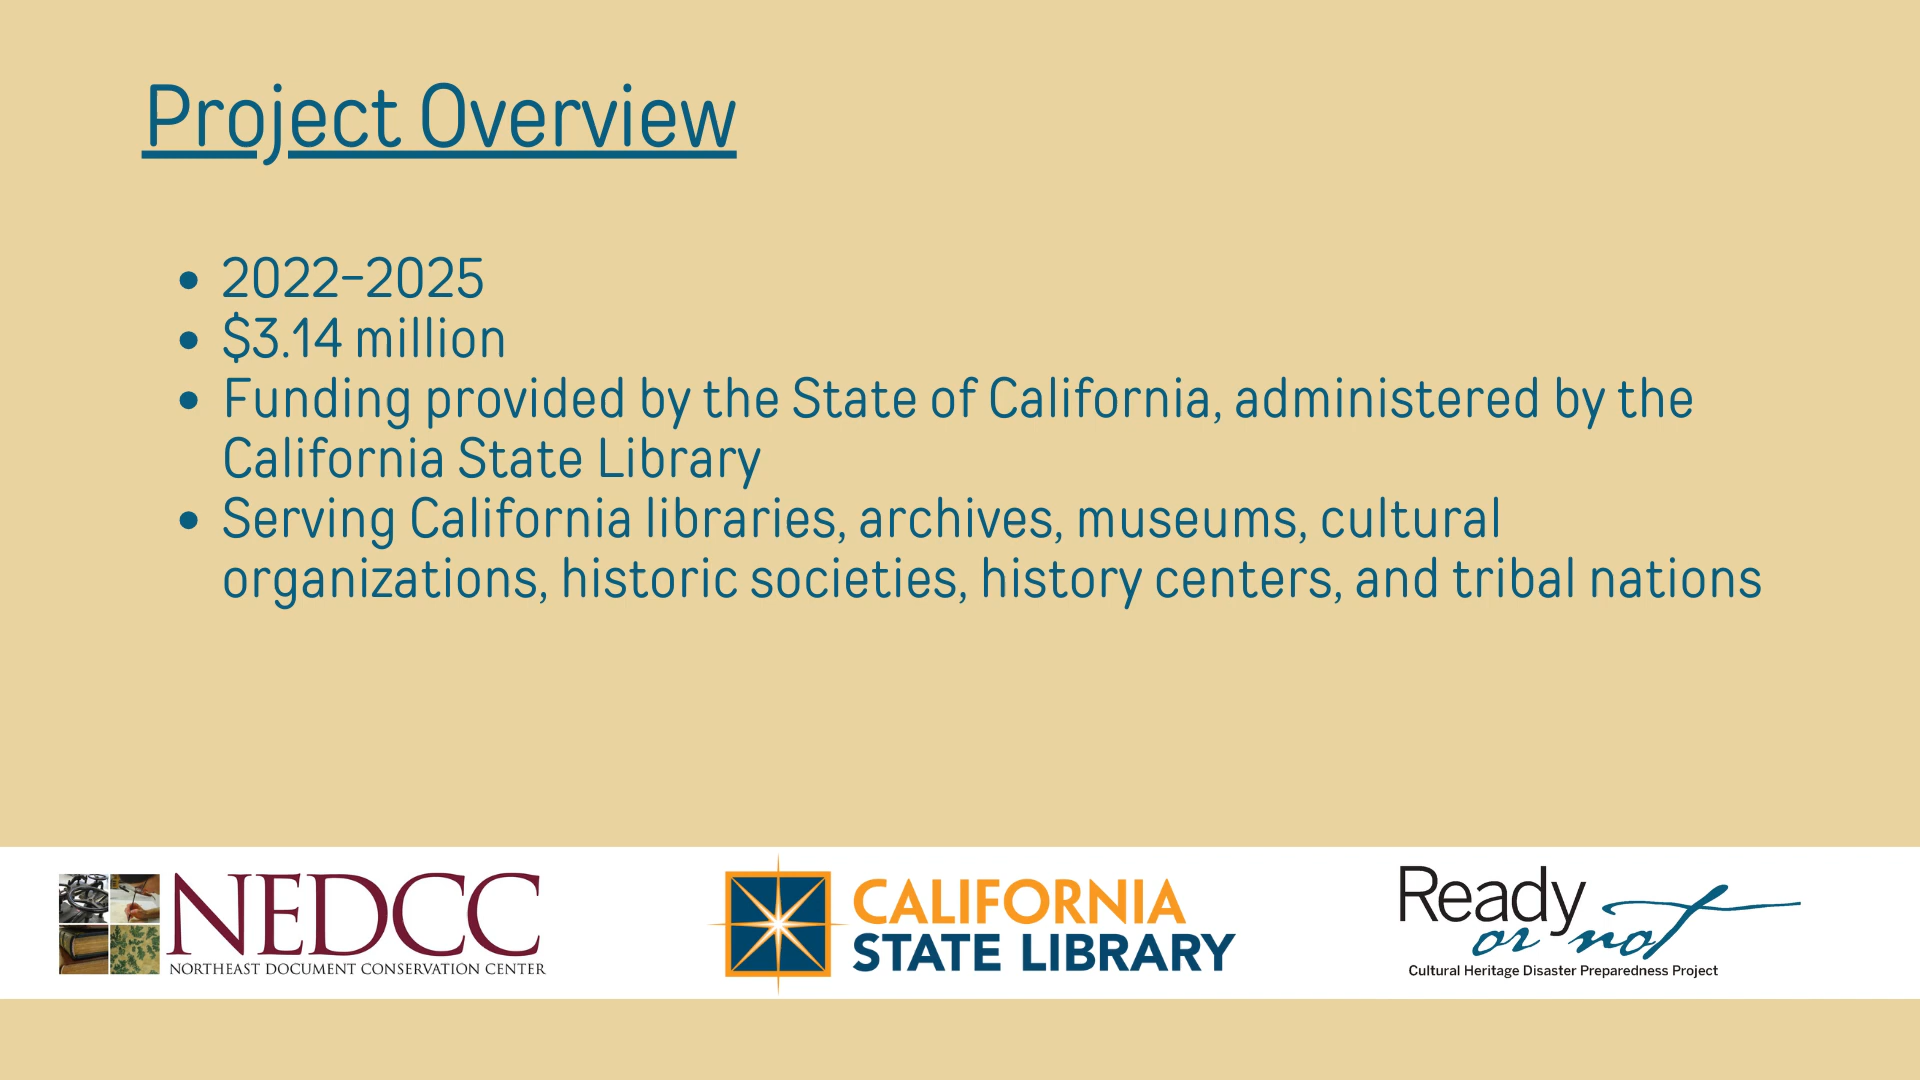 Project Overview
• 2022–2025
• $3.14 million
• Funding provided by the State of California, administered by the
California State Library
• Serving California libraries, archives, museums, cultural
organizations, historic societies, history centers, and tribal nations
NEDCC
NORTHEAST DOCUMENT CONSERVATION CENTER
CALIFORNIA
STATE LIBRARY
Ready
or not
Cultural Heritage Disaster Preparedness Project